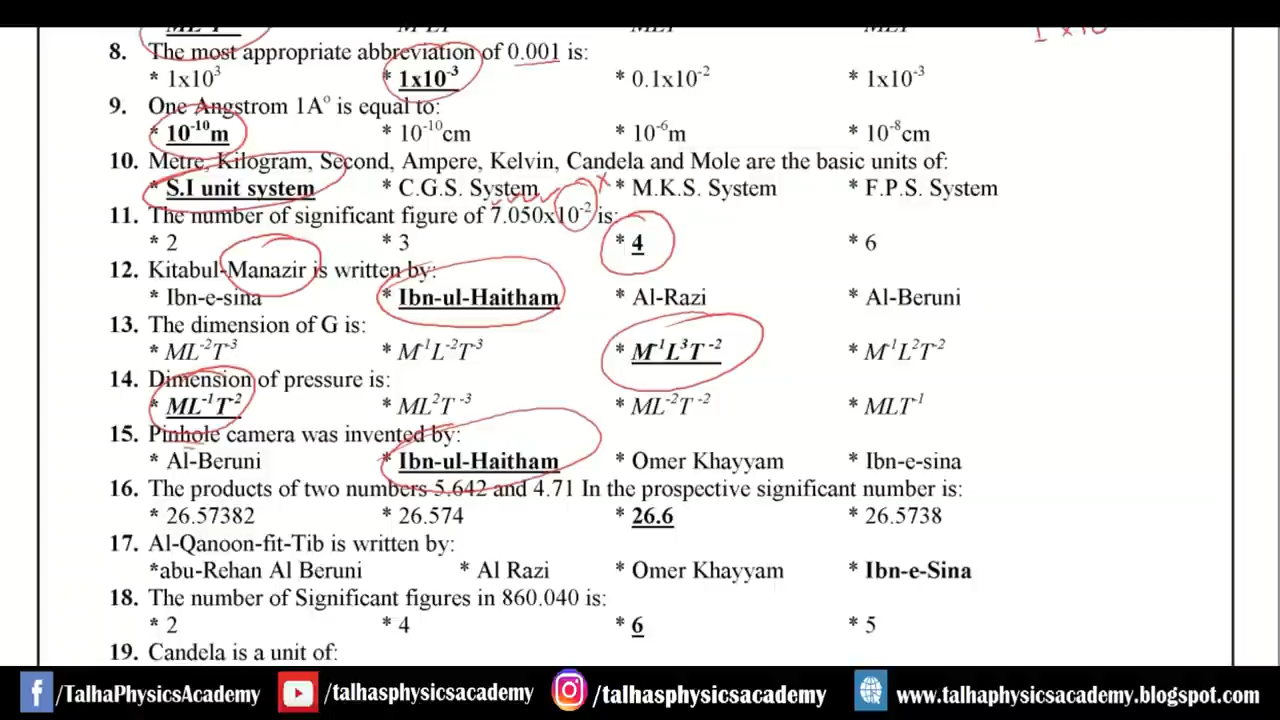 8. The most appropriate abbreviation of 0.001 is:
* 1x10³ * 1x10⁻³ * 0.1x10⁻² * 1x10⁻³
9. One Angstrom 1A° is equal to:
* 10⁻¹⁰m * 10⁻¹⁰cm * 10⁻⁶m * 10⁻⁸cm
10. Metre, Kilogram, Second, Ampere, Kelvin, Candela and Mole are the basic units of:
* S.I unit system * C.G.S. System * M.K.S. System * F.P.S. System
11. The number of significant figure of 7.050x10⁻² is:
* 2 * 3 * 4 * 6
12. Kitabul-Manazir is written by:
* Ibn-e-sina * Ibn-ul-Haitham * Al-Razi * Al-Beruni
13. The dimension of G is:
* ML⁻²T⁻³ * M⁻¹L⁻²T⁻³ * M⁻¹L³T⁻² * M⁻¹L²T⁻²
14. Dimension of pressure is:
* ML⁻¹T⁻² * ML²T⁻³ * ML⁻²T⁻² * MLT⁻¹
15. Pinhole camera was invented by:
* Al-Beruni * Ibn-ul-Haitham * Omer Khayyam * Ibn-e-sina
16. The products of two numbers 5.642 and 4.71 In the prospective significant number is:
* 26.57382 * 26.574 * 26.6 * 26.5738
17. Al-Qanoon-fit-Tib is written by:
*abu-Rehan Al Beruni * Al Razi * Omer Khayyam * Ibn-e-Sina
18. The number of Significant figures in 860.040 is:
* 2 * 4 * 6 * 5
19. Candela is a unit of:
/TalhaPhysicsAcademy /talhasphysicsacademy /talhasphysicsacademy www.talhaphysicsacademy.blogspot.com